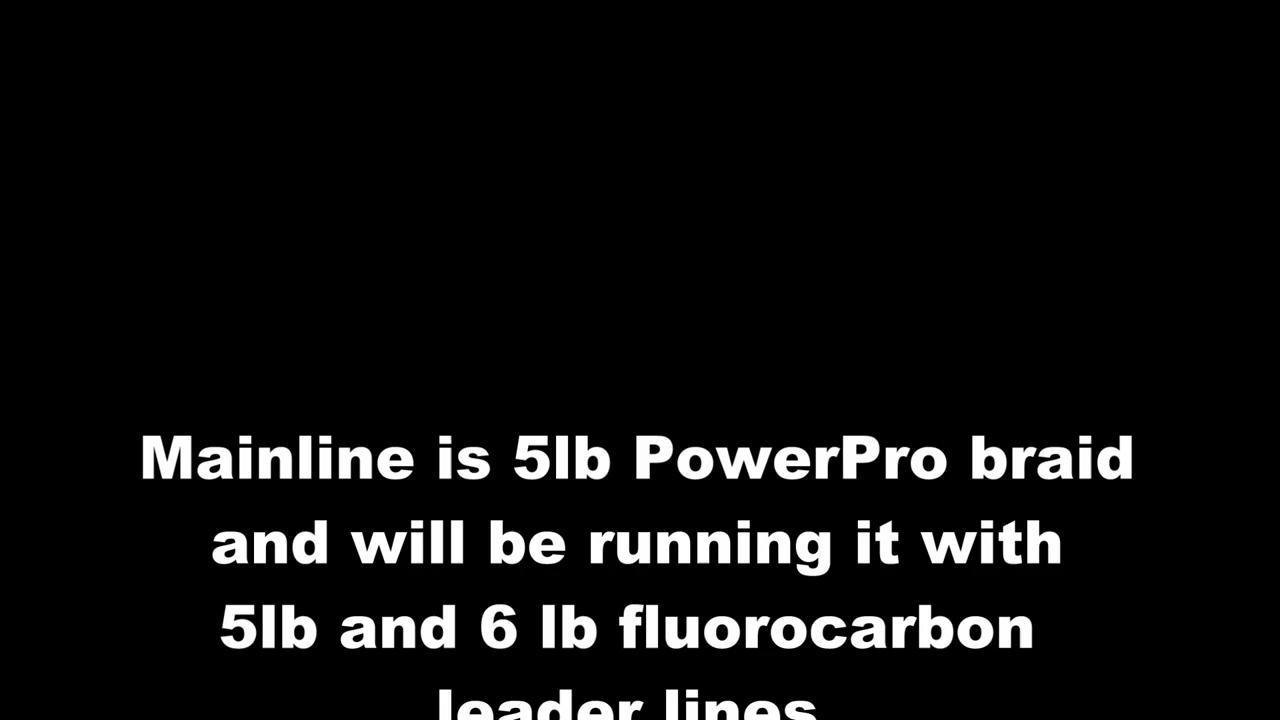 Mainline is 5lb PowerPro braid
and will be running it with
5lb and 6 lb fluorocarbon
leader lines